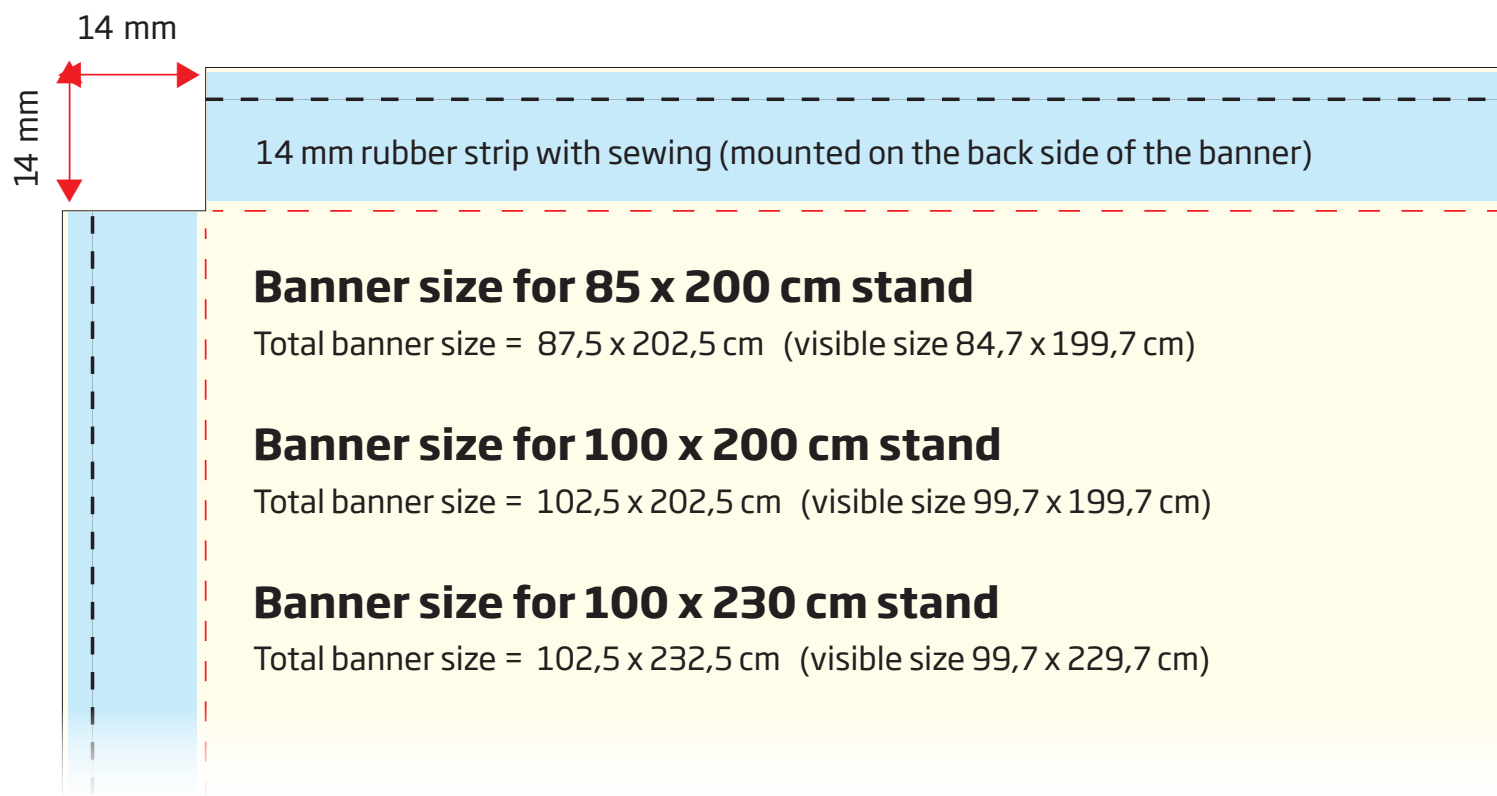 14 mm
14 mm
14 mm rubber strip with sewing (mounted on the back side of the banner)
Banner size for 85 x 200 cm stand
Total banner size = 87,5 x 202,5 cm (visible size 84,7 x 199,7 cm)
Banner size for 100 x 200 cm stand
Total banner size = 102,5 x 202,5 cm (visible size 99,7 x 199,7 cm)
Banner size for 100 x 230 cm stand
Total banner size = 102,5 x 232,5 cm (visible size 99,7 x 229,7 cm)